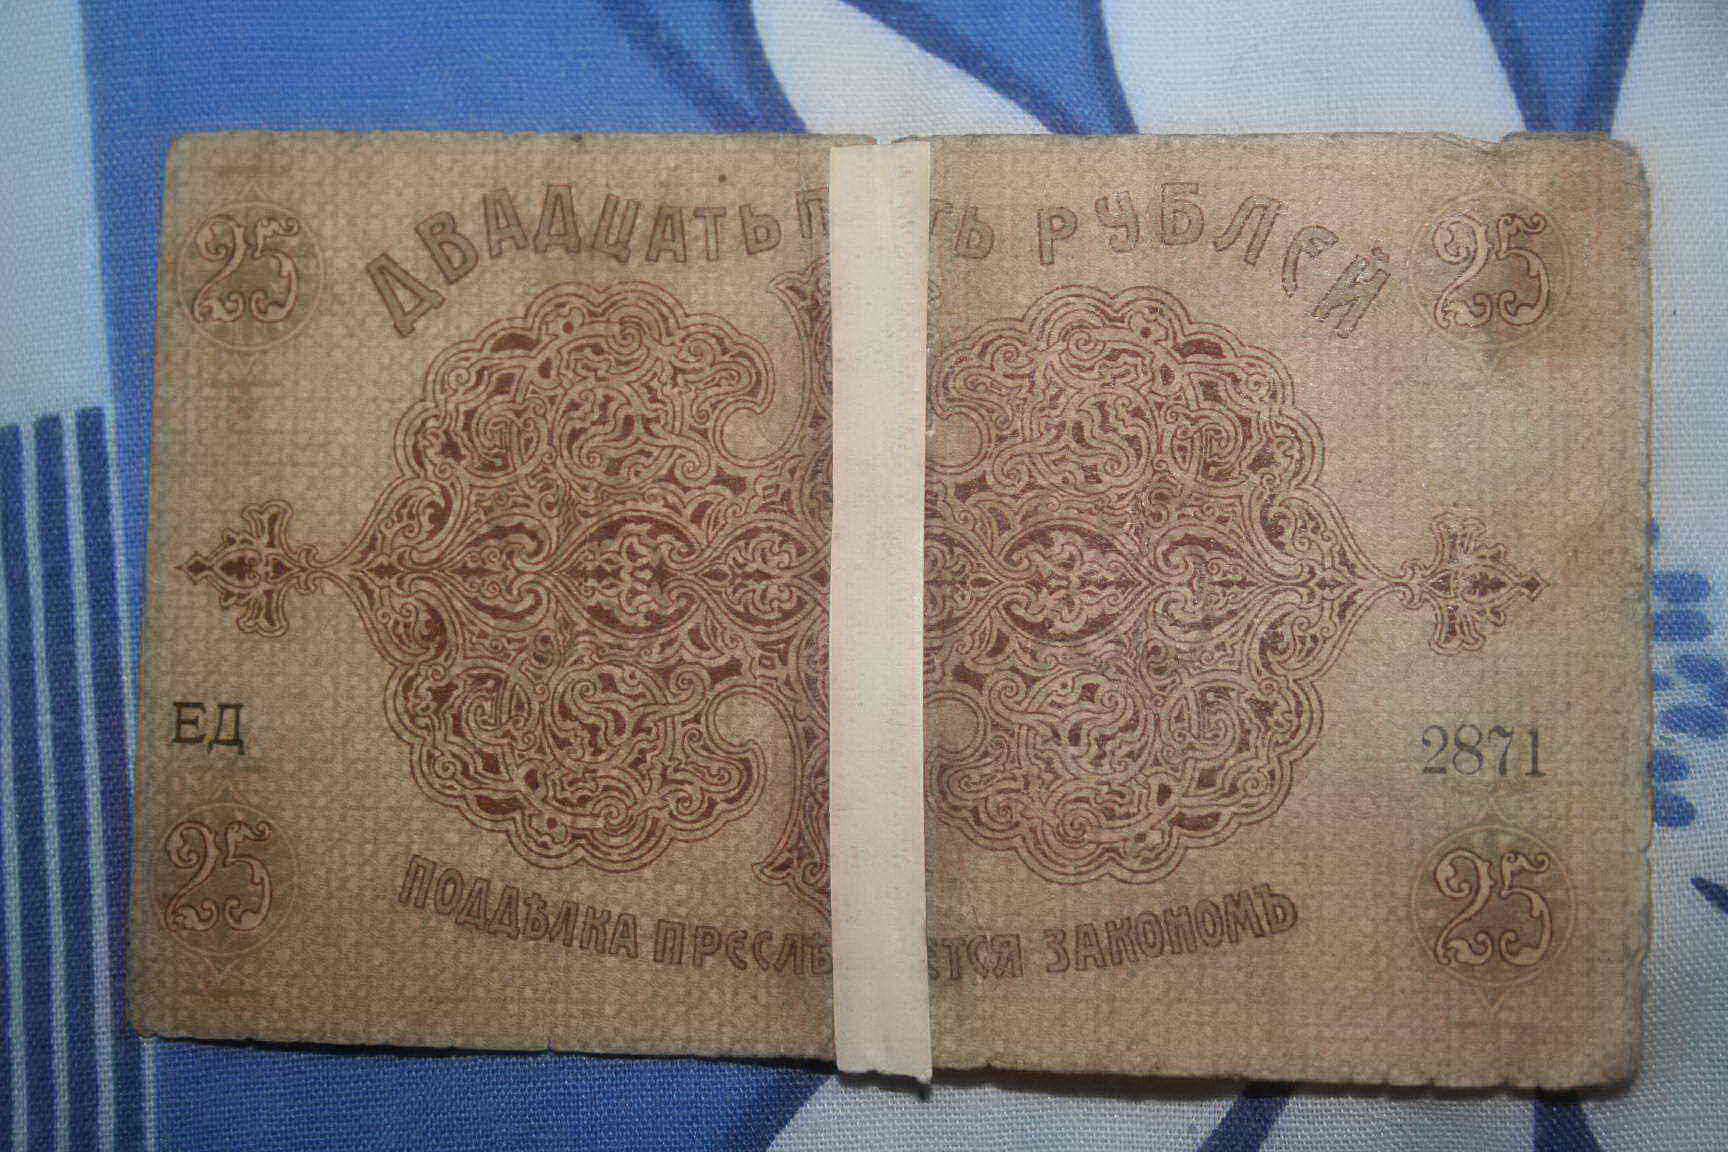 25 ДВАДЦАТЬ РУБЛЕЙ 25
ЕД 2871
25 ПОДДѢЛКА ЗАКОНОМЪ 25